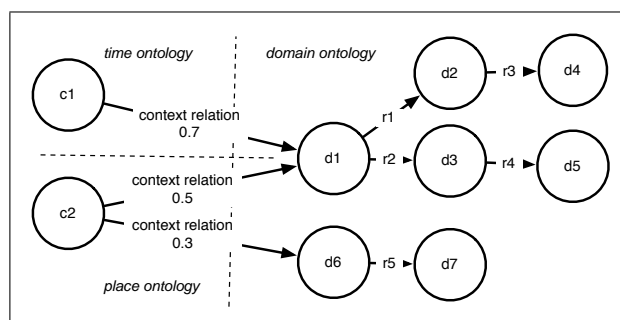 time ontology
domain ontology
c1
d2
r3
d4
context relation
0.7
r1
d1
r2
d3
r4
d5
context relation
0.5
c2
context relation
0.3
d6
r5
d7
place ontology